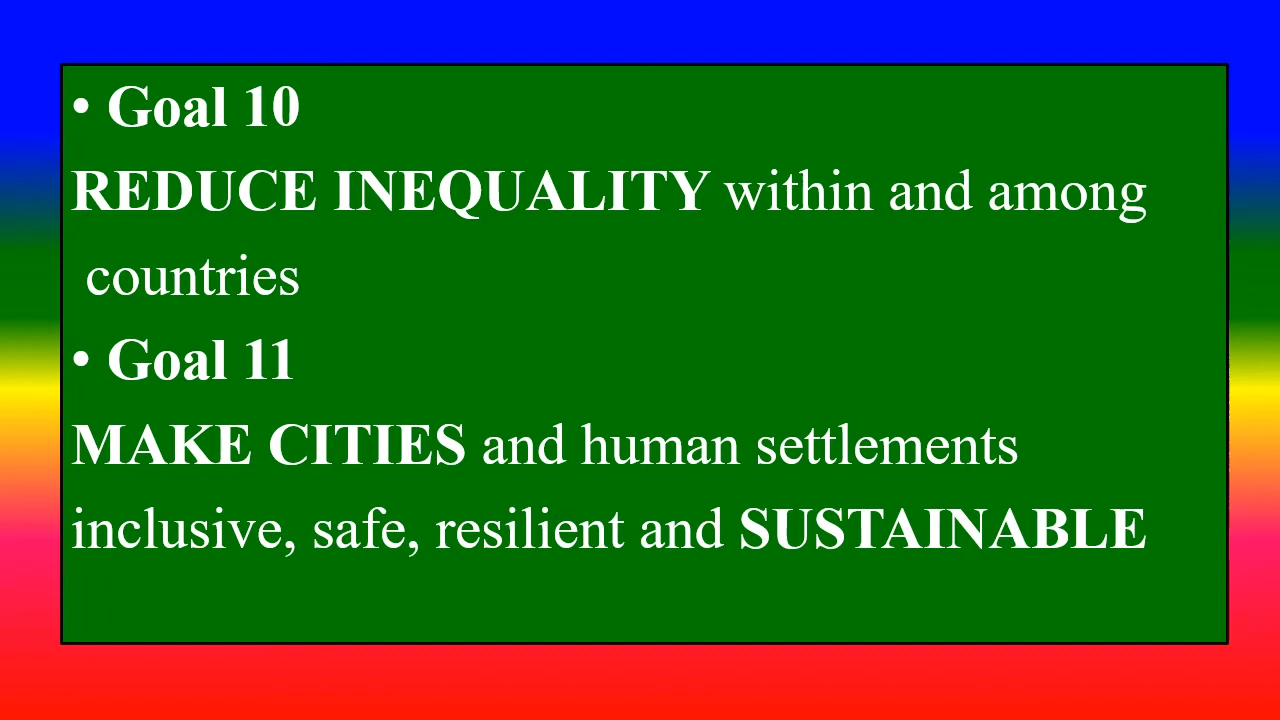 • Goal 10
REDUCE INEQUALITY within and among
countries
• Goal 11
MAKE CITIES and human settlements
inclusive, safe, resilient and SUSTAINABLE